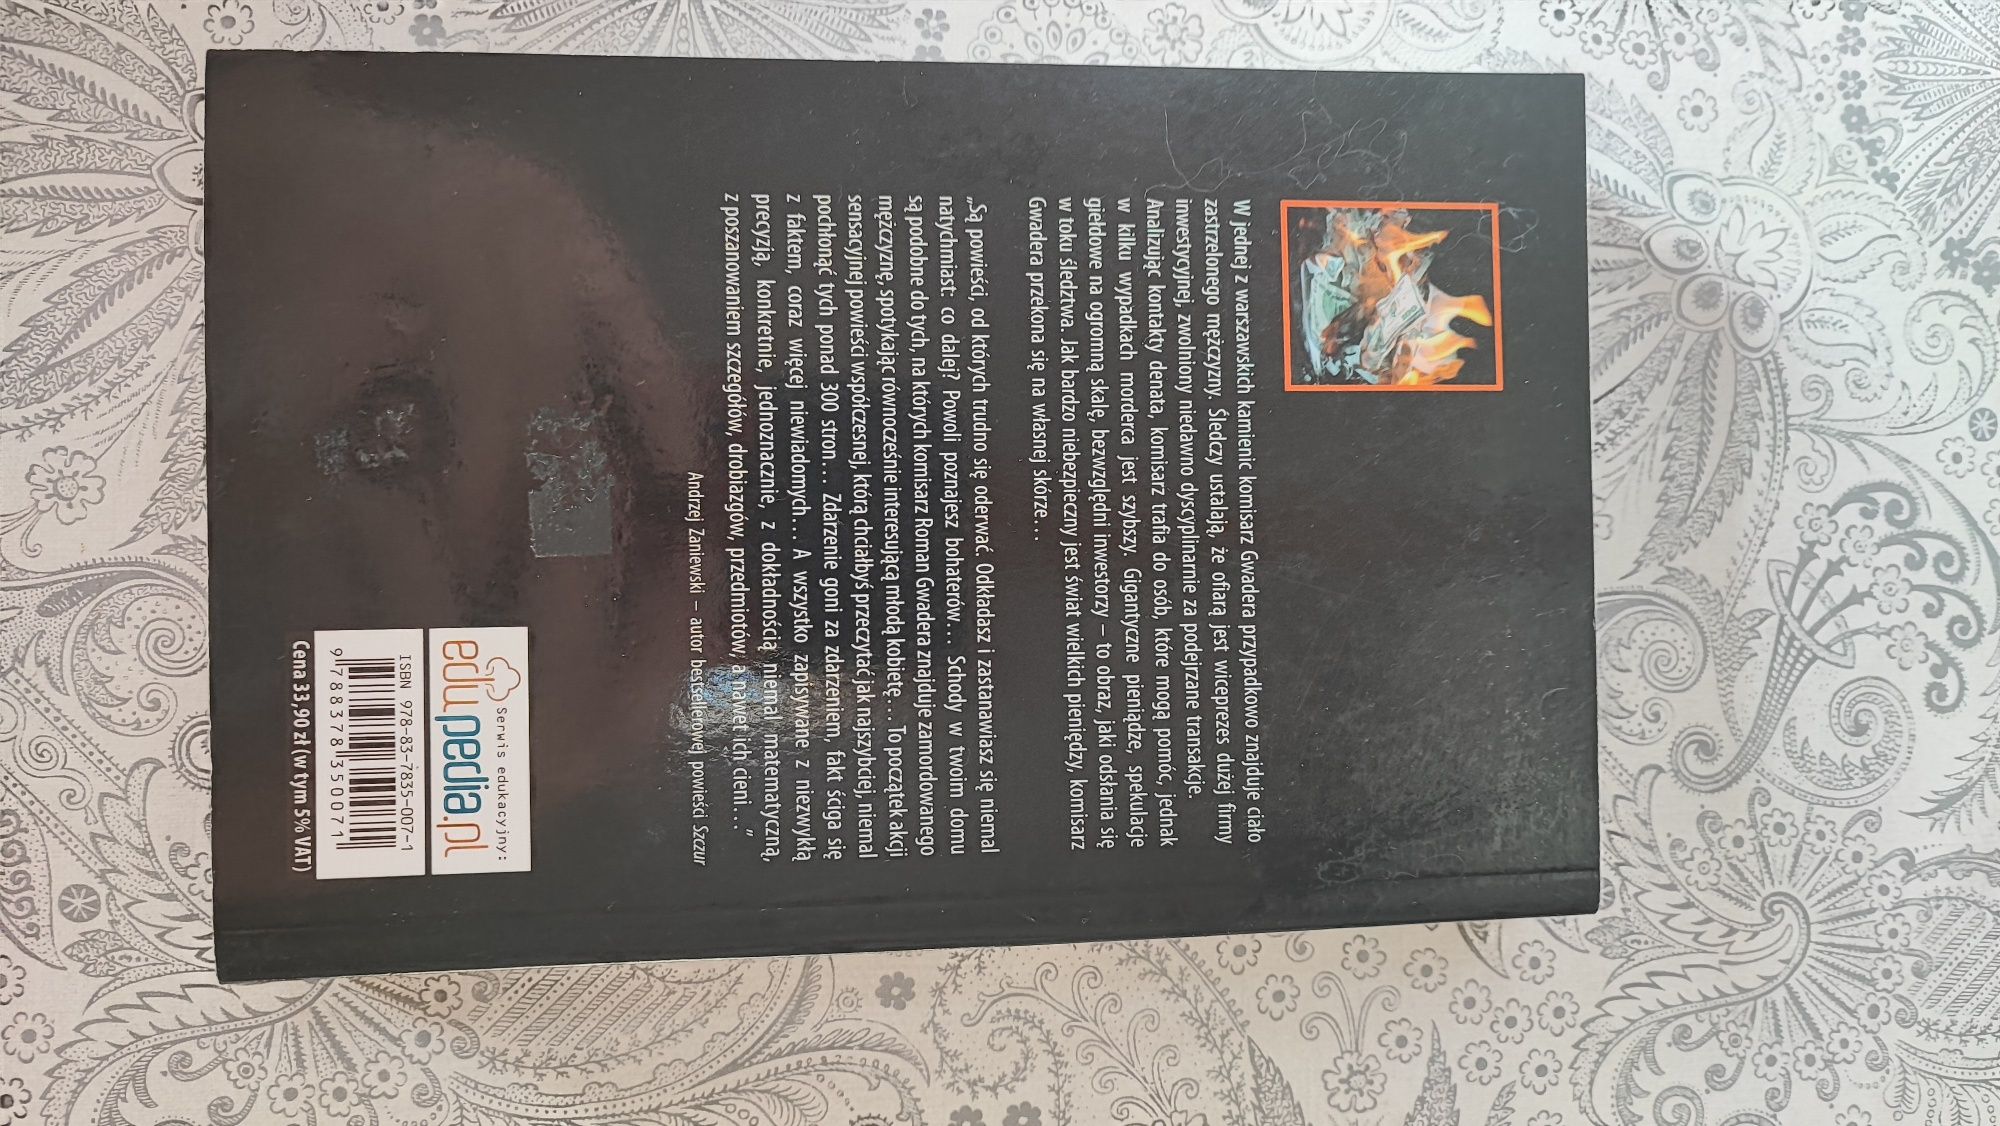 W jednej z warszawskich kamienic komisarz Gwadera przypadkowo znajduje ciało
zastrzelonego mężczyzny. Śledczy ustalają, że ofiarą jest wiceprezes dużej firmy
inwestycyjnej, zwolniony niedawno dyscyplinarnie za podejrzane transakcje.
Analizując kontakty denata, komisarz trafia do osób, które mogą pomóc, jednak
w kilku wypadkach morderca jest szybszy. Gigantyczne pieniądze, spekulacje
giełdowe na ogromną skalę, bezwzględni inwestorzy – to obraz, jaki odsłania się
w toku śledztwa. Jak bardzo niebezpieczny jest świat wielkich pieniędzy, komisarz
Gwadera przekona się na własnej skórze...
„Są powieści, od których trudno się oderwać. Odkładasz i zastanawiasz się niemal
natychmiast: co dalej? Powoli poznajesz bohaterów... Schody w twoim domu
są podobne do tych, na których komisarz Roman Gwadera znajduje zamordowanego
mężczyznę, spotykając równocześnie interesującą młodą kobietę... To początek akcji
sensacyjnej powieści współczesnej, którą chciałbyś przeczytać jak najszybciej, niemal
pochłonąć tych ponad 300 stron... Zdarzenie goni za zdarzeniem, fakt ściga się
z faktem, coraz więcej niewiadomych... A wszystko zapisywane z niezwykłą
precyzją, konkretnie, jednoznacznie, z dokładnością niemal matematyczną,
z poszanowaniem szczegółów, drobiazgów, przedmiotów, a nawet ich cieni..."
Andrzej Zaniewski – autor bestsellerowej powieści Szczur
Serwis edukacyjny:
edupedia.pl
ISBN 978-83-7835-007-1
9 788378 350071
Cena 33,90 zł (w tym 5% VAT)